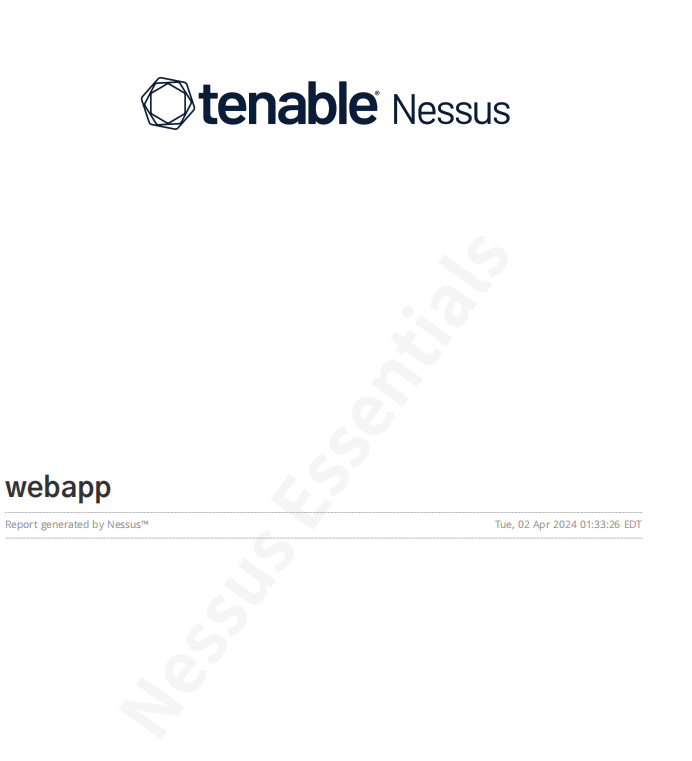 tenable® Nessus
Nessus Essentials
webapp
Report generated by Nessus™
Tue, 02 Apr 2024 01:33:26 EDT